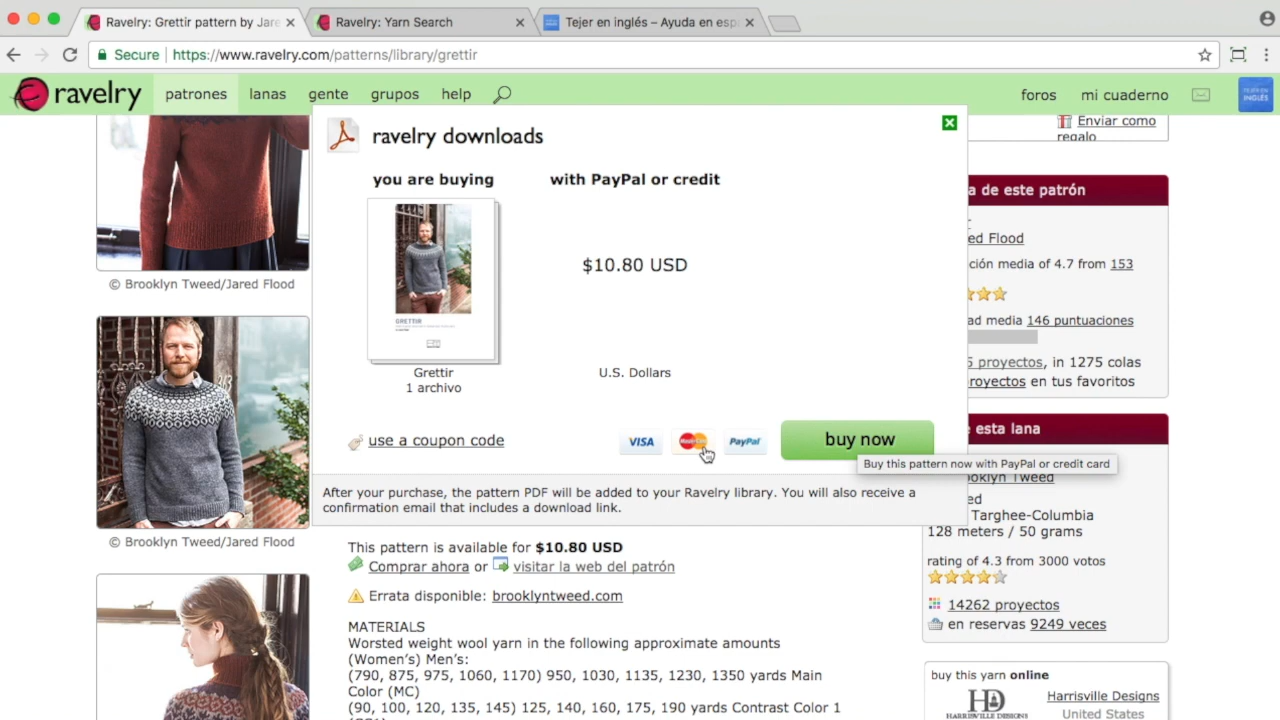 Ravelry: Grettir pattern by Jare
Ravelry: Yarn Search
Tejer en inglés – Ayuda en esp
Secure https://www.ravelry.com/patterns/library/grettir
ravelry patrones lanas gente grupos help foros mi cuaderno
TEJER EN INGLÉS
Enviar como
regalo
ravelry downloads
you are buying
with PayPal or credit
GRETTIR
$10.80 USD
Grettir
1 archivo
U.S. Dollars
use a coupon code
VISA
MasterCard
PayPal
buy now
Buy this pattern now with PayPal or credit card
After your purchase, the pattern PDF will be added to your Ravelry library. You will also receive a
confirmation email that includes a download link.
© Brooklyn Tweed/Jared Flood
© Brooklyn Tweed/Jared Flood
This pattern is available for $10.80 USD
Comprar ahora or visitar la web del patrón
Errata disponible: brooklyntweed.com
MATERIALS
Worsted weight wool yarn in the following approximate amounts
(Women's) Men's:
(790, 875, 975, 1060, 1170) 950, 1030, 1135, 1230, 1350 yards Main
Color (MC)
(90, 100, 120, 135, 145) 125, 140, 160, 175, 190 yards Contrast Color 1
a de este patrón
ed Flood
ción media of 4.7 from 153
ad media 146 puntuaciones
5 proyectos, in 1275 colas
royectos en tus favoritos
esta lana
ooklyn Tweed
ed
Targhee-Columbia
128 meters / 50 grams
rating of 4.3 from 3000 votos
14262 proyectos
en reservas 9249 veces
buy this yarn online
HD
HARRISVILLE DESIGNS
Harrisville Designs
United States